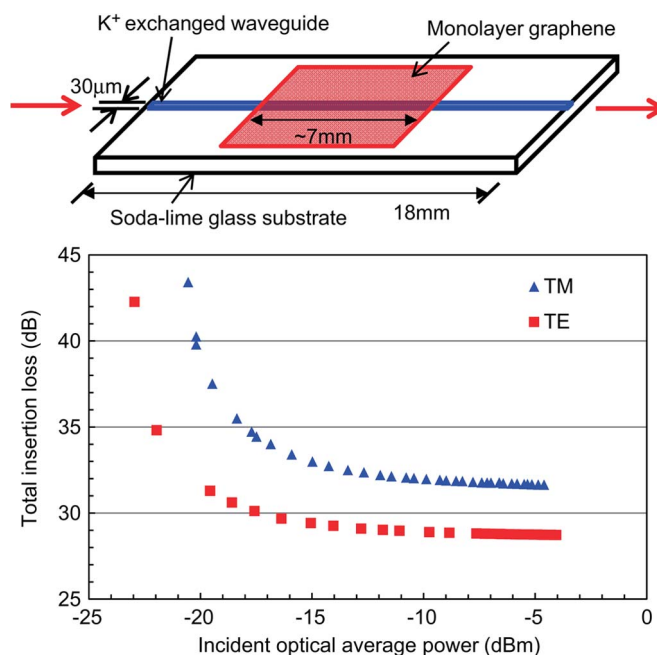 K+ exchanged waveguide
Monolayer graphene
30μm
~7mm
Soda-lime glass substrate
18mm
45
40
35
30
25
Total insertion loss (dB)
TM
TE
-25
-20
-15
-10
-5
0
Incident optical average power (dBm)